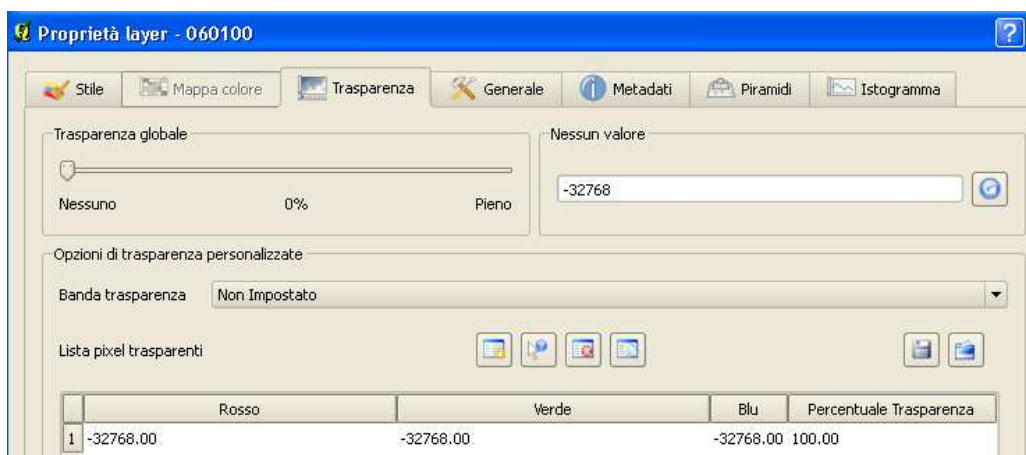 Proprietà layer - 060100
?
Stile
Mappa colore
Trasparenza
Generale
Metadati
Piramidi
Istogramma
Trasparenza globale
Nessuno 0% Pieno
Nessun valore
-32768
Opzioni di trasparenza personalizzate
Banda trasparenza Non Impostato
Lista pixel trasparenti
Rosso Verde Blu Percentuale Trasparenza
1 -32768.00 -32768.00 -32768.00 100.00